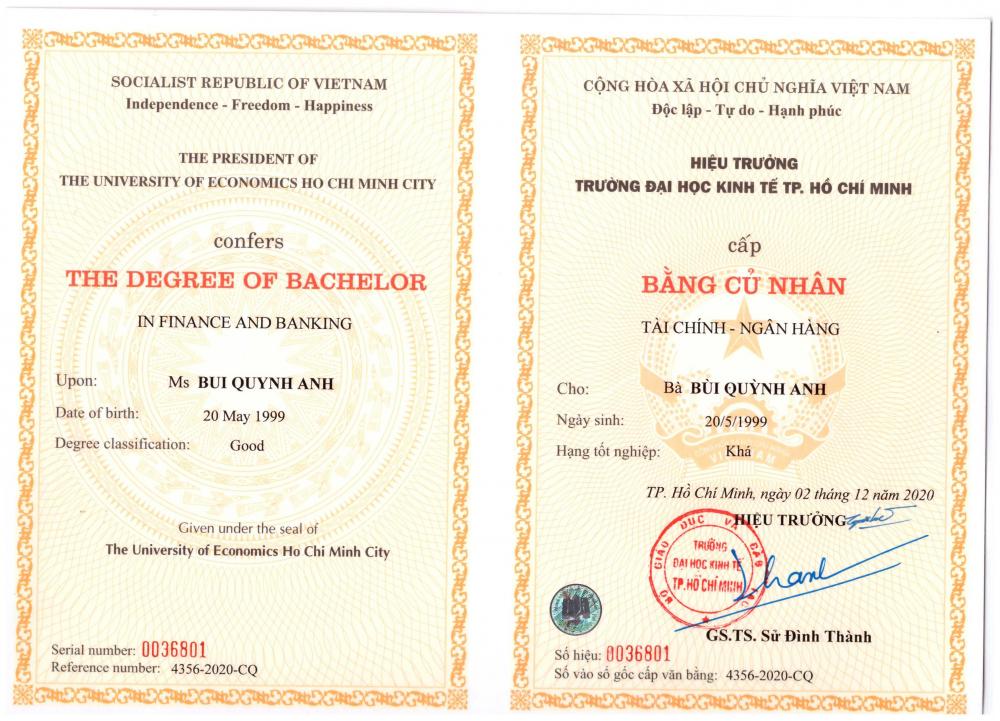 SOCIALIST REPUBLIC OF VIETNAM
Independence - Freedom - Happiness
THE PRESIDENT OF
THE UNIVERSITY OF ECONOMICS HO CHI MINH CITY
confers
THE DEGREE OF BACHELOR
IN FINANCE AND BANKING
Upon: Ms BUI QUYNH ANH
Date of birth: 20 May 1999
Degree classification: Good
Given under the seal of
The University of Economics Ho Chi Minh City
Serial number: 0036801
Reference number: 4356-2020-CQ
CỘNG HÒA XÃ HỘI CHỦ NGHĨA VIỆT NAM
Độc lập - Tự do - Hạnh phúc
HIỆU TRƯỞNG
TRƯỜNG ĐẠI HỌC KINH TẾ TP. HỒ CHÍ MINH
cấp
BẰNG CỬ NHÂN
TÀI CHÍNH - NGÂN HÀNG
Cho: Bà BÙI QUỲNH ANH
Ngày sinh: 20/5/1999
Hạng tốt nghiệp: Khá
TP. Hồ Chí Minh, ngày 02 tháng 12 năm 2020
HIỆU TRƯỞNG
BỘ GIÁO DỤC VÀ ĐÀO TẠO
TRƯỜNG
ĐẠI HỌC KINH TẾ
TP.HỒ CHÍ MINH
GS.TS. Sử Đình Thành
Số hiệu: 0036801
Số vào sổ gốc cấp văn bằng: 4356-2020-CQ